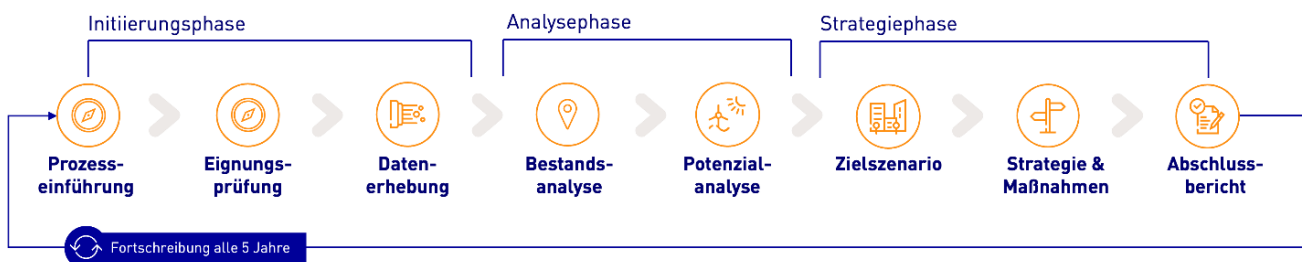 Initiierungsphase
Analysephase
Strategiephase
Prozess-
einführung
Eignungs-
prüfung
Daten-
erhebung
Bestands-
analyse
Potenzial-
analyse
Zielszenario
Strategie &
Maßnahmen
Abschluss-
bericht
Fortschreibung alle 5 Jahre